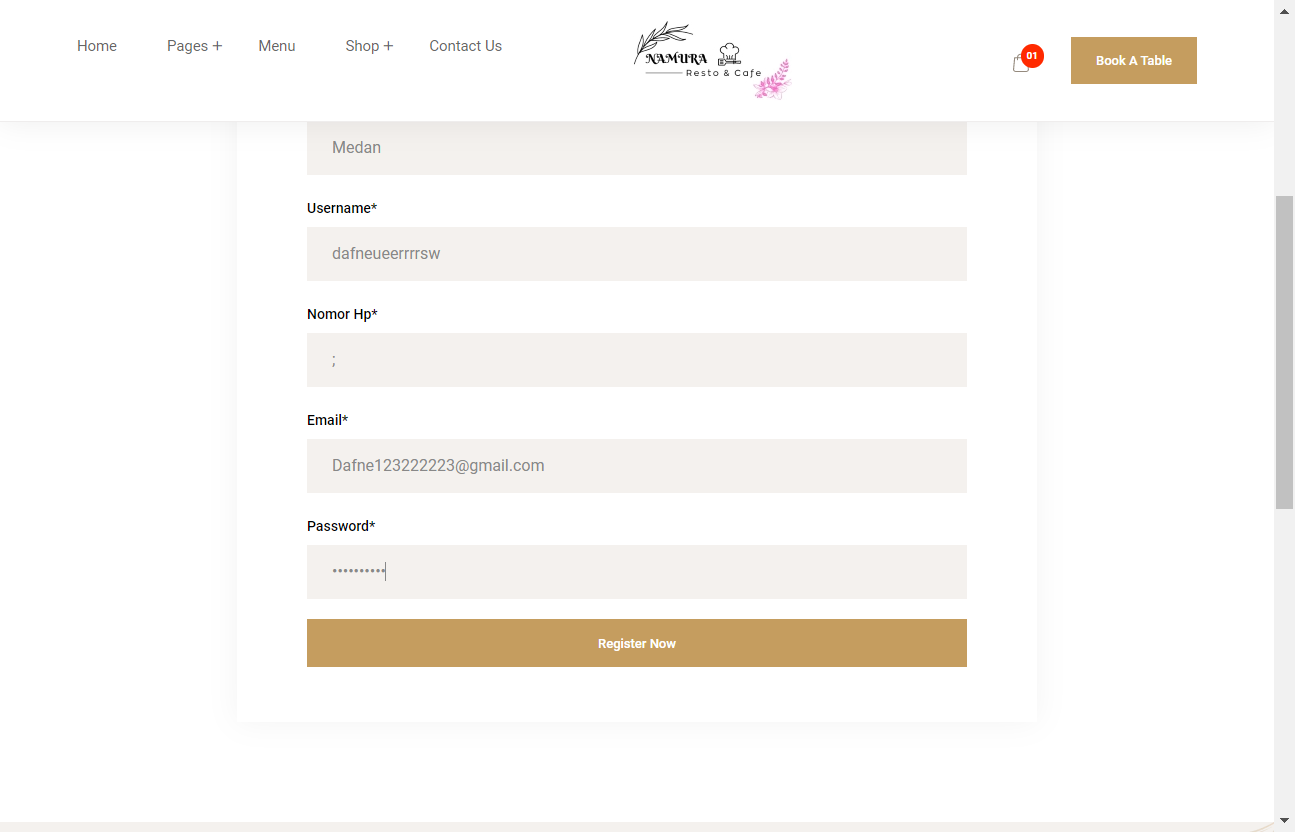 Home Pages + Menu Shop + Contact Us
NAMURA
Resto & Cafe
01
Book A Table
Medan
Username*
dafneueerrrrsw
Nomor Hp*
;
Email*
Dafne123222223@gmail.com
Password*
••••••••••
Register Now